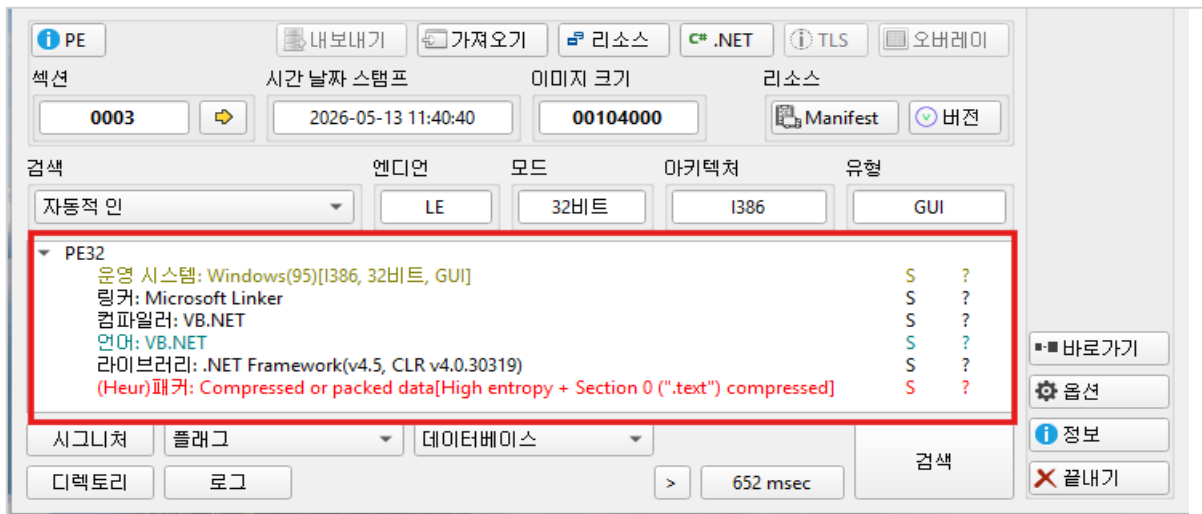 PE
내보내기
가져오기
리소스
C# .NET
TLS
오버레이
섹션
시간 날짜 스탬프
이미지 크기
리소스
0003
2026-05-13 11:40:40
00104000
Manifest
버전
검색
엔디언
모드
아키텍처
유형
자동적 인
LE
32비트
I386
GUI
PE32
운영 시스템: Windows(95)[I386, 32비트, GUI] S ?
링커: Microsoft Linker S ?
컴파일러: VB.NET S ?
언어: VB.NET S ?
라이브러리: .NET Framework(v4.5, CLR v4.0.30319) S ?
(Heur)패커: Compressed or packed data[High entropy + Section 0 (".text") compressed] S ?
바로가기
옵션
정보
끝내기
시그니처
플래그
데이터베이스
검색
디렉토리
로그
>
652 msec